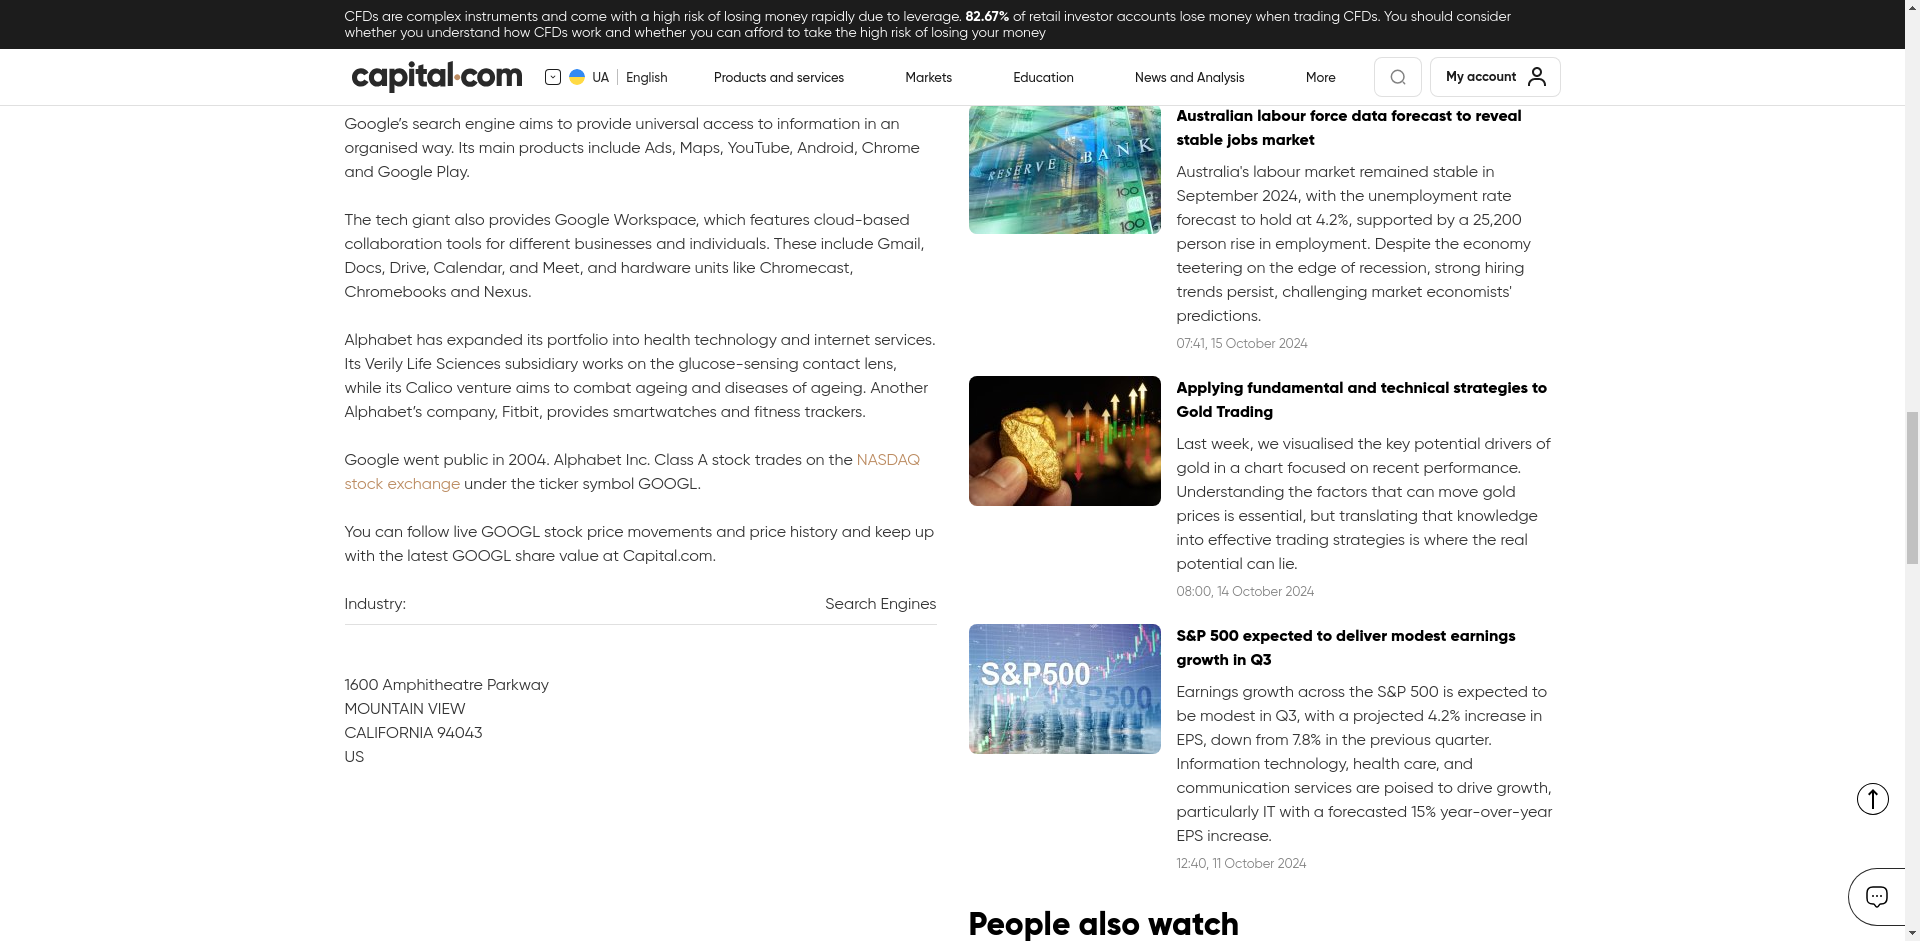 CFDs are complex instruments and come with a high risk of losing money rapidly due to leverage. 82.67% of retail investor accounts lose money when trading CFDs. You should consider
whether you understand how CFDs work and whether you can afford to take the high risk of losing your money
capital.com
UA
English
Products and services
Markets
Education
News and Analysis
More
My account
Google’s search engine aims to provide universal access to information in an
organised way. Its main products include Ads, Maps, YouTube, Android, Chrome
and Google Play.
The tech giant also provides Google Workspace, which features cloud-based
collaboration tools for different businesses and individuals. These include Gmail,
Docs, Drive, Calendar, and Meet, and hardware units like Chromecast,
Chromebooks and Nexus.
Alphabet has expanded its portfolio into health technology and internet services.
Its Verily Life Sciences subsidiary works on the glucose-sensing contact lens,
while its Calico venture aims to combat ageing and diseases of ageing. Another
Alphabet’s company, Fitbit, provides smartwatches and fitness trackers.
Google went public in 2004. Alphabet Inc. Class A stock trades on the NASDAQ
stock exchange under the ticker symbol GOOGL.
You can follow live GOOGL stock price movements and price history and keep up
with the latest GOOGL share value at Capital.com.
Industry:
Search Engines
1600 Amphitheatre Parkway
MOUNTAIN VIEW
CALIFORNIA 94043
US
RESERVE BANK
100
100
Australian labour force data forecast to reveal
stable jobs market
Australia's labour market remained stable in
September 2024, with the unemployment rate
forecast to hold at 4.2%, supported by a 25,200
person rise in employment. Despite the economy
teetering on the edge of recession, strong hiring
trends persist, challenging market economists'
predictions.
07:41, 15 October 2024
Applying fundamental and technical strategies to
Gold Trading
Last week, we visualised the key potential drivers of
gold in a chart focused on recent performance.
Understanding the factors that can move gold
prices is essential, but translating that knowledge
into effective trading strategies is where the real
potential can lie.
08:00, 14 October 2024
S&P500
S&P500
S&P 500 expected to deliver modest earnings
growth in Q3
Earnings growth across the S&P 500 is expected to
be modest in Q3, with a projected 4.2% increase in
EPS, down from 7.8% in the previous quarter.
Information technology, health care, and
communication services are poised to drive growth,
particularly IT with a forecasted 15% year-over-year
EPS increase.
12:40, 11 October 2024
People also watch